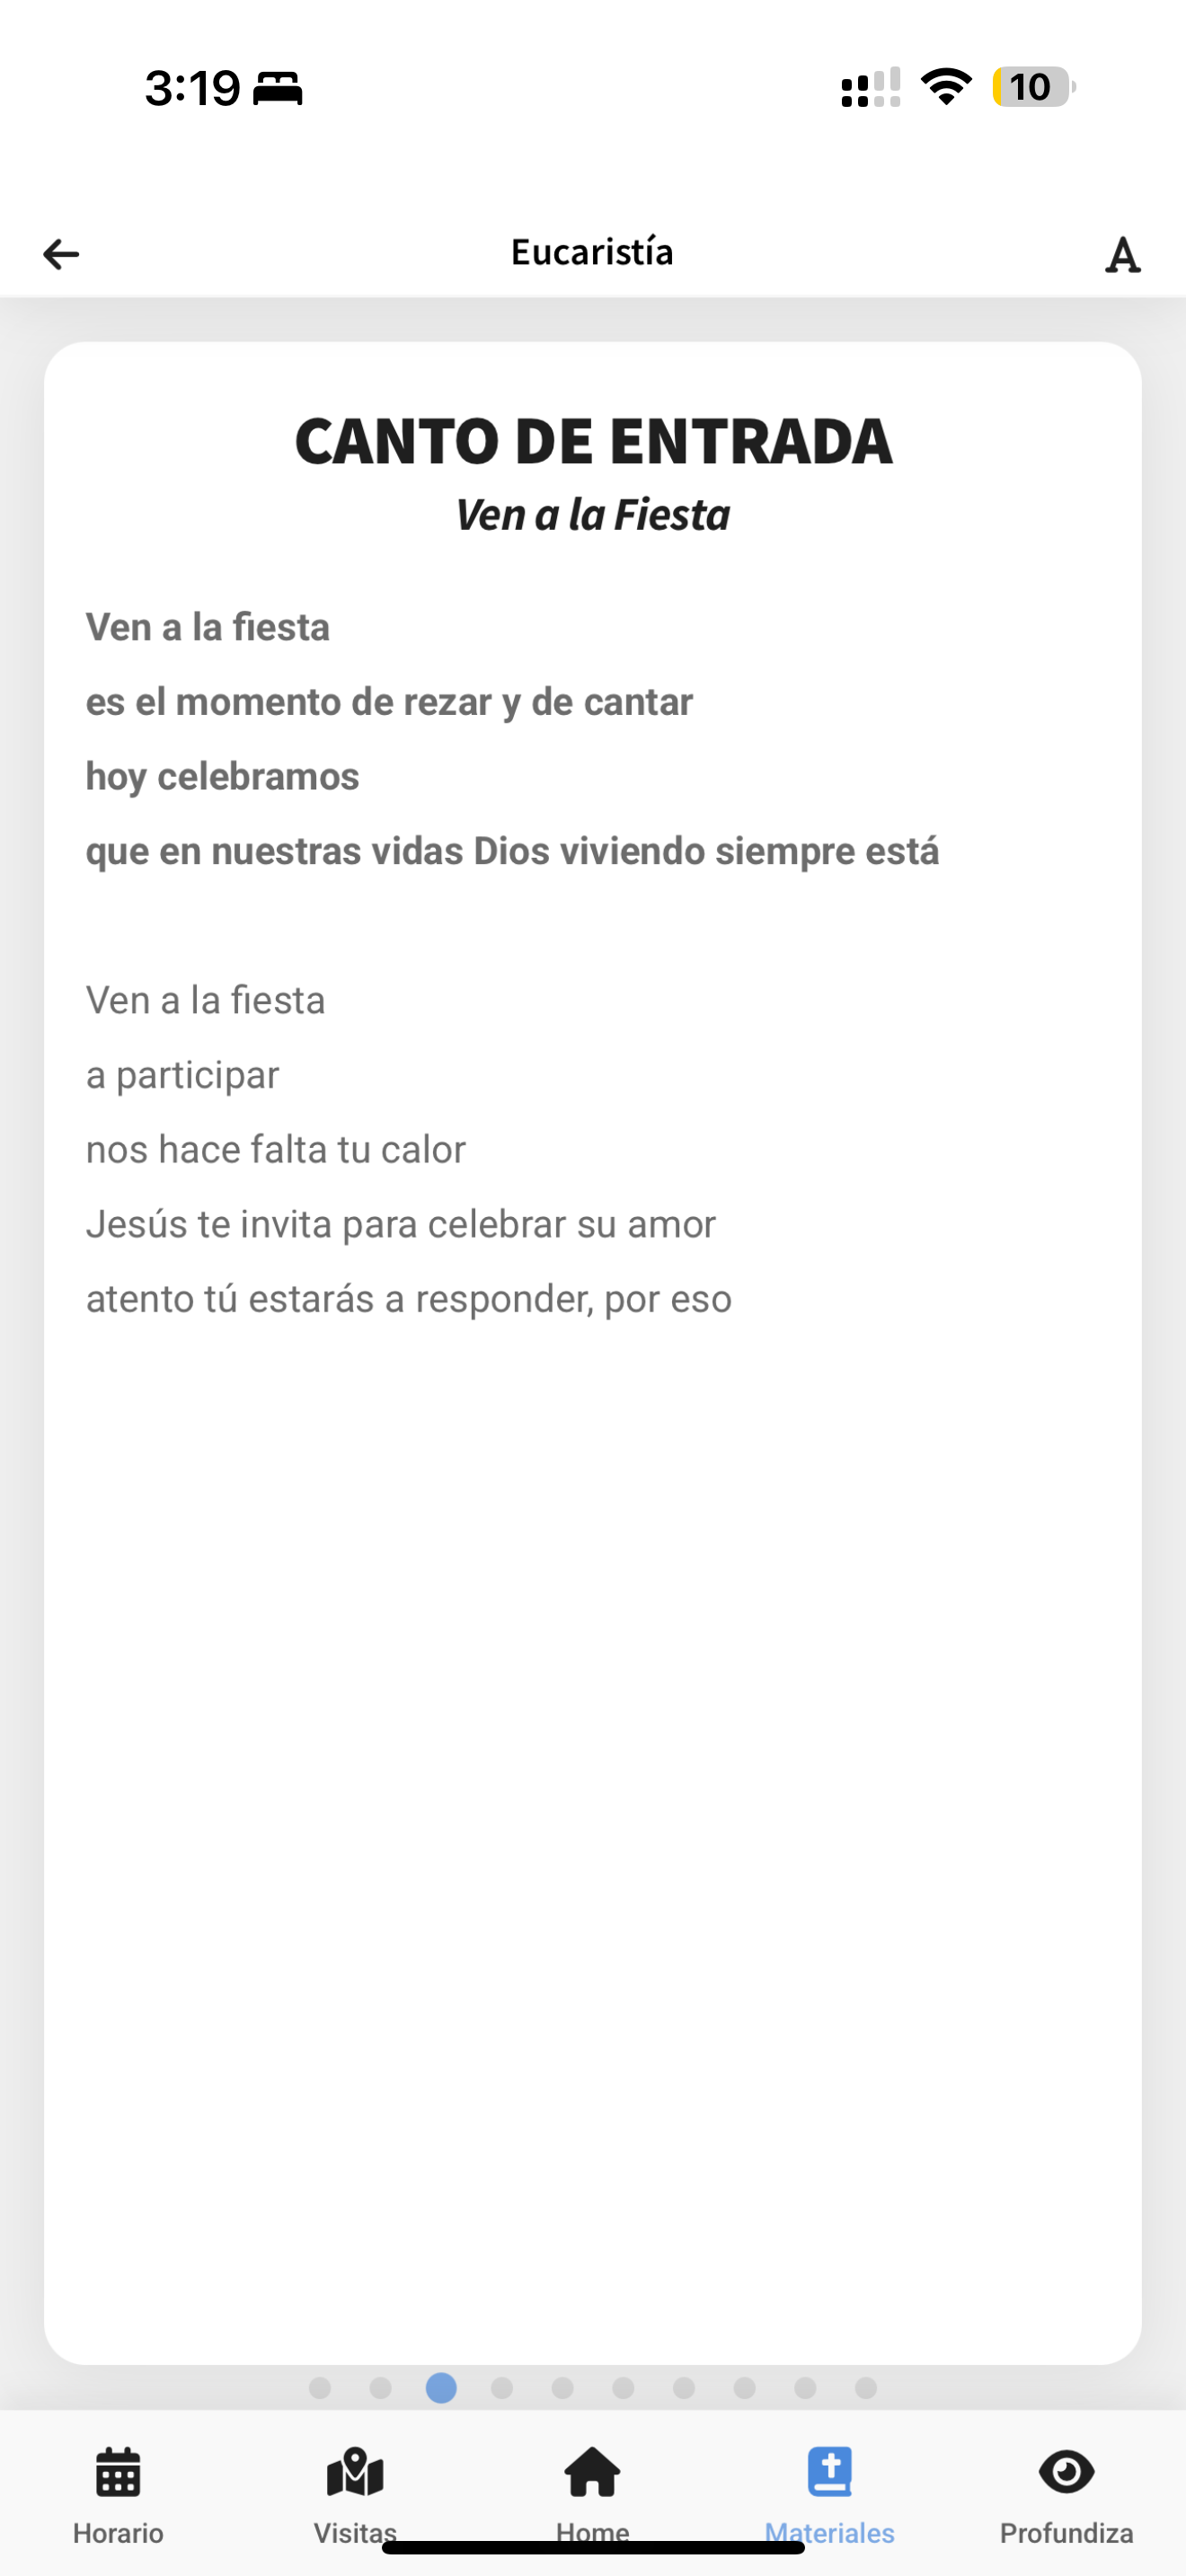 3:19
10
Eucaristía
A
CANTO DE ENTRADA
Ven a la Fiesta
Ven a la fiesta
es el momento de rezar y de cantar
hoy celebramos
que en nuestras vidas Dios viviendo siempre está
Ven a la fiesta
a participar
nos hace falta tu calor
Jesús te invita para celebrar su amor
atento tú estarás a responder, por eso
Horario
Visitas
Home
Materiales
Profundiza